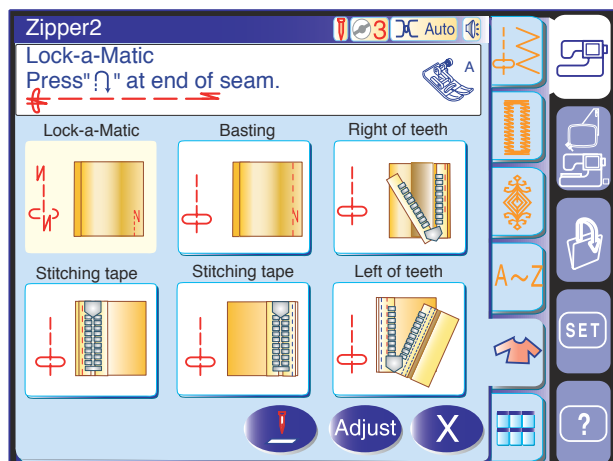 Zipper2
3 Auto
Lock-a-Matic
Press" " at end of seam.
A
Lock-a-Matic Basting Right of teeth
Stitching tape Stitching tape Left of teeth
A~Z
SET
Adjust X ?